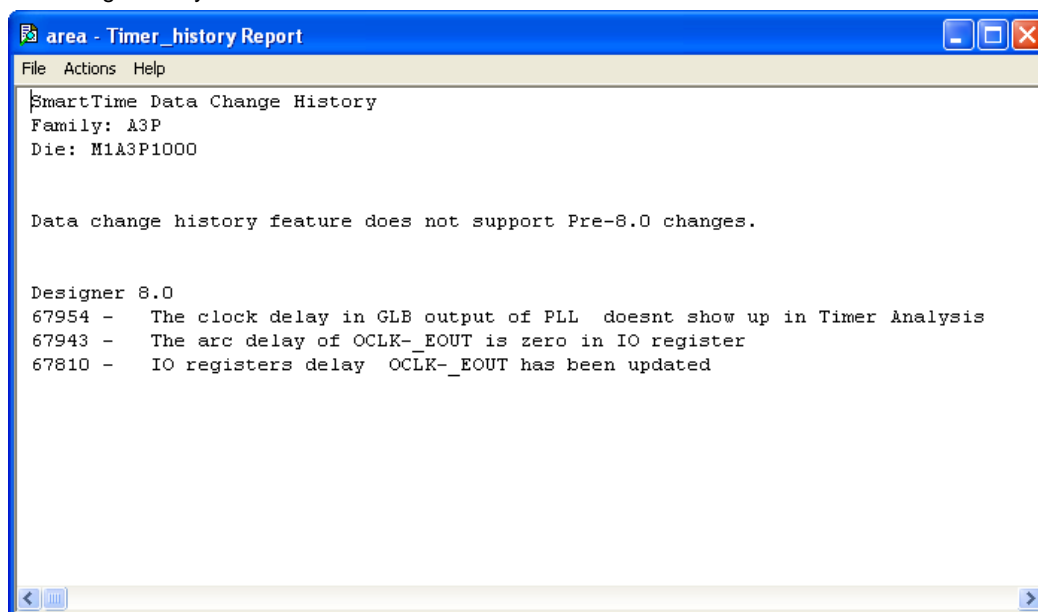 area - Timer_history Report
File Actions Help
SmartTime Data Change History
Family: A3P
Die: M1A3P1000
Data change history feature does not support Pre-8.0 changes.
Designer 8.0
67954 - The clock delay in GLB output of PLL doesnt show up in Timer Analysis
67943 - The arc delay of OCLK-_EOUT is zero in IO register
67810 - IO registers delay OCLK-_EOUT has been updated